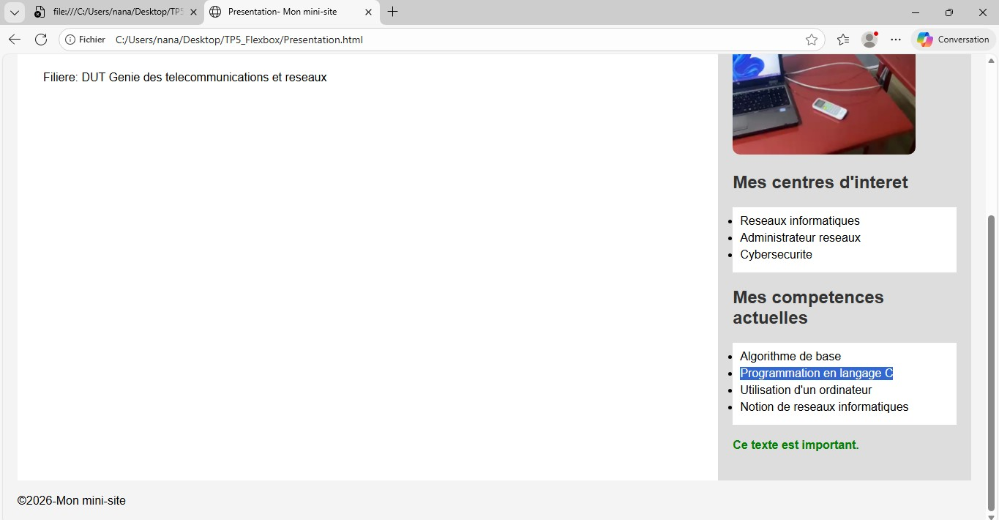 file:///C:/Users/nana/Desktop/TP5
Presentation- Mon mini-site
Fichier
C:/Users/nana/Desktop/TP5_Flexbox/Presentation.html
Conversation
Filiere: DUT Genie des telecommunications et reseaux
Mes centres d'interet
Reseaux informatiques
Administrateur reseaux
Cybersecurite
Mes competences
actuelles
Algorithme de base
Programmation en langage C
Utilisation d'un ordinateur
Notion de reseaux informatiques
Ce texte est important.
©2026-Mon mini-site